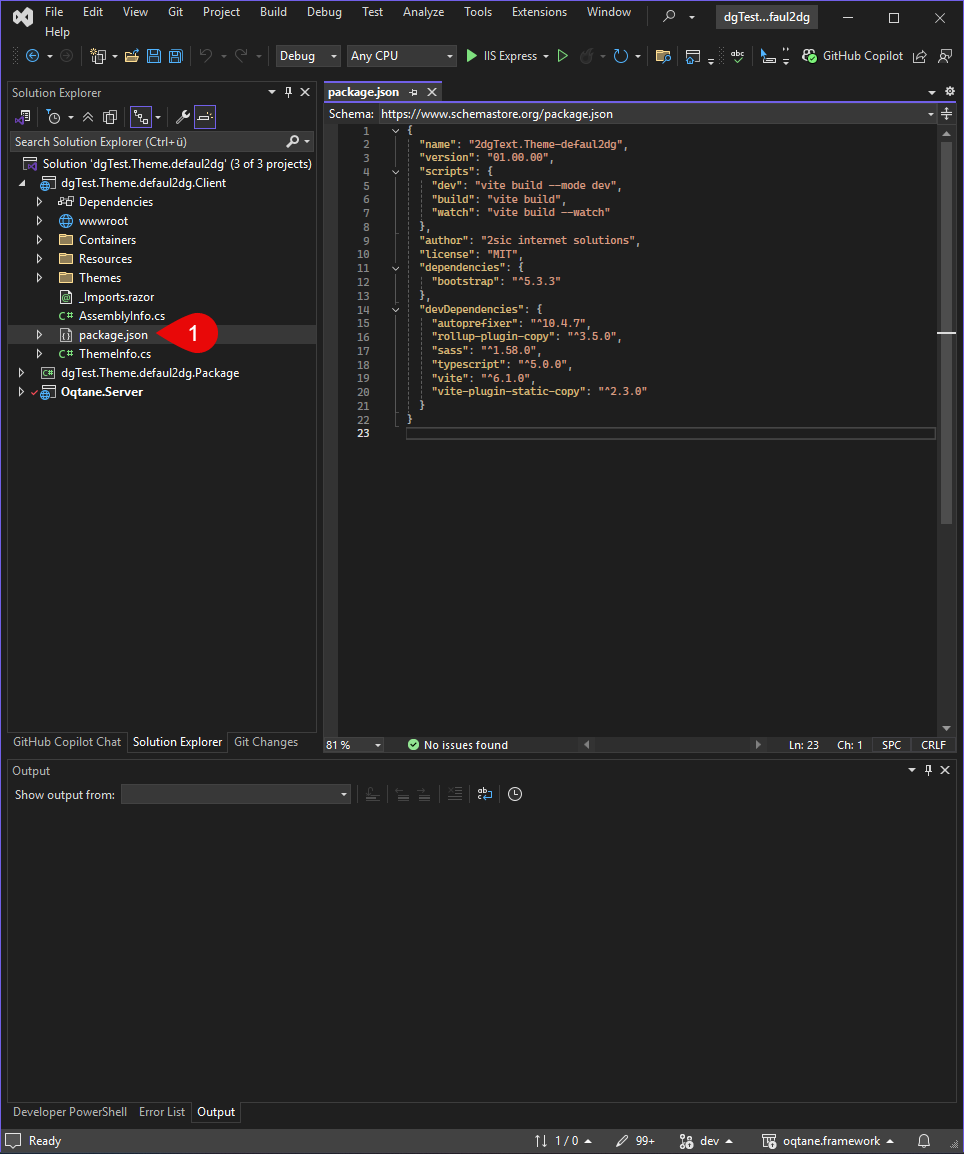 File Edit View Git Project Build Debug Test Analyze Tools Extensions Window dgTest...faul2dg
Help
Debug Any CPU IIS Express GitHub Copilot
Solution Explorer
Search Solution Explorer (Ctrl+ü)
Solution 'dgTest.Theme.defaul2dg' (3 of 3 projects)
dgTest.Theme.defaul2dg.Client
Dependencies
wwwroot
Containers
Resources
Themes
_Imports.razor
C# AssemblyInfo.cs
package.json 1
C# ThemeInfo.cs
C# dgTest.Theme.defaul2dg.Package
Oqtane.Server
GitHub Copilot Chat Solution Explorer Git Changes
package.json
Schema: https://www.schemastore.org/package.json
1 {
2 "name": "2dgText.Theme-defaul2dg",
3 "version": "01.00.00",
4 "scripts": {
5 "dev": "vite build --mode dev",
6 "build": "vite build",
7 "watch": "vite build --watch"
8 },
9 "author": "2sic internet solutions",
10 "license": "MIT",
11 "dependencies": {
12 "bootstrap": "^5.3.3"
13 },
14 "devDependencies": {
15 "autoprefixer": "^10.4.7",
16 "rollup-plugin-copy": "^3.5.0",
17 "sass": "^1.58.0",
18 "typescript": "^5.0.0",
19 "vite": "^6.1.0",
20 "vite-plugin-static-copy": "^2.3.0"
21 }
22 }
23
81 % No issues found Ln: 23 Ch: 1 SPC CRLF
Output
Show output from:
Developer PowerShell Error List Output
Ready 1 / 0 99+ dev oqtane.framework